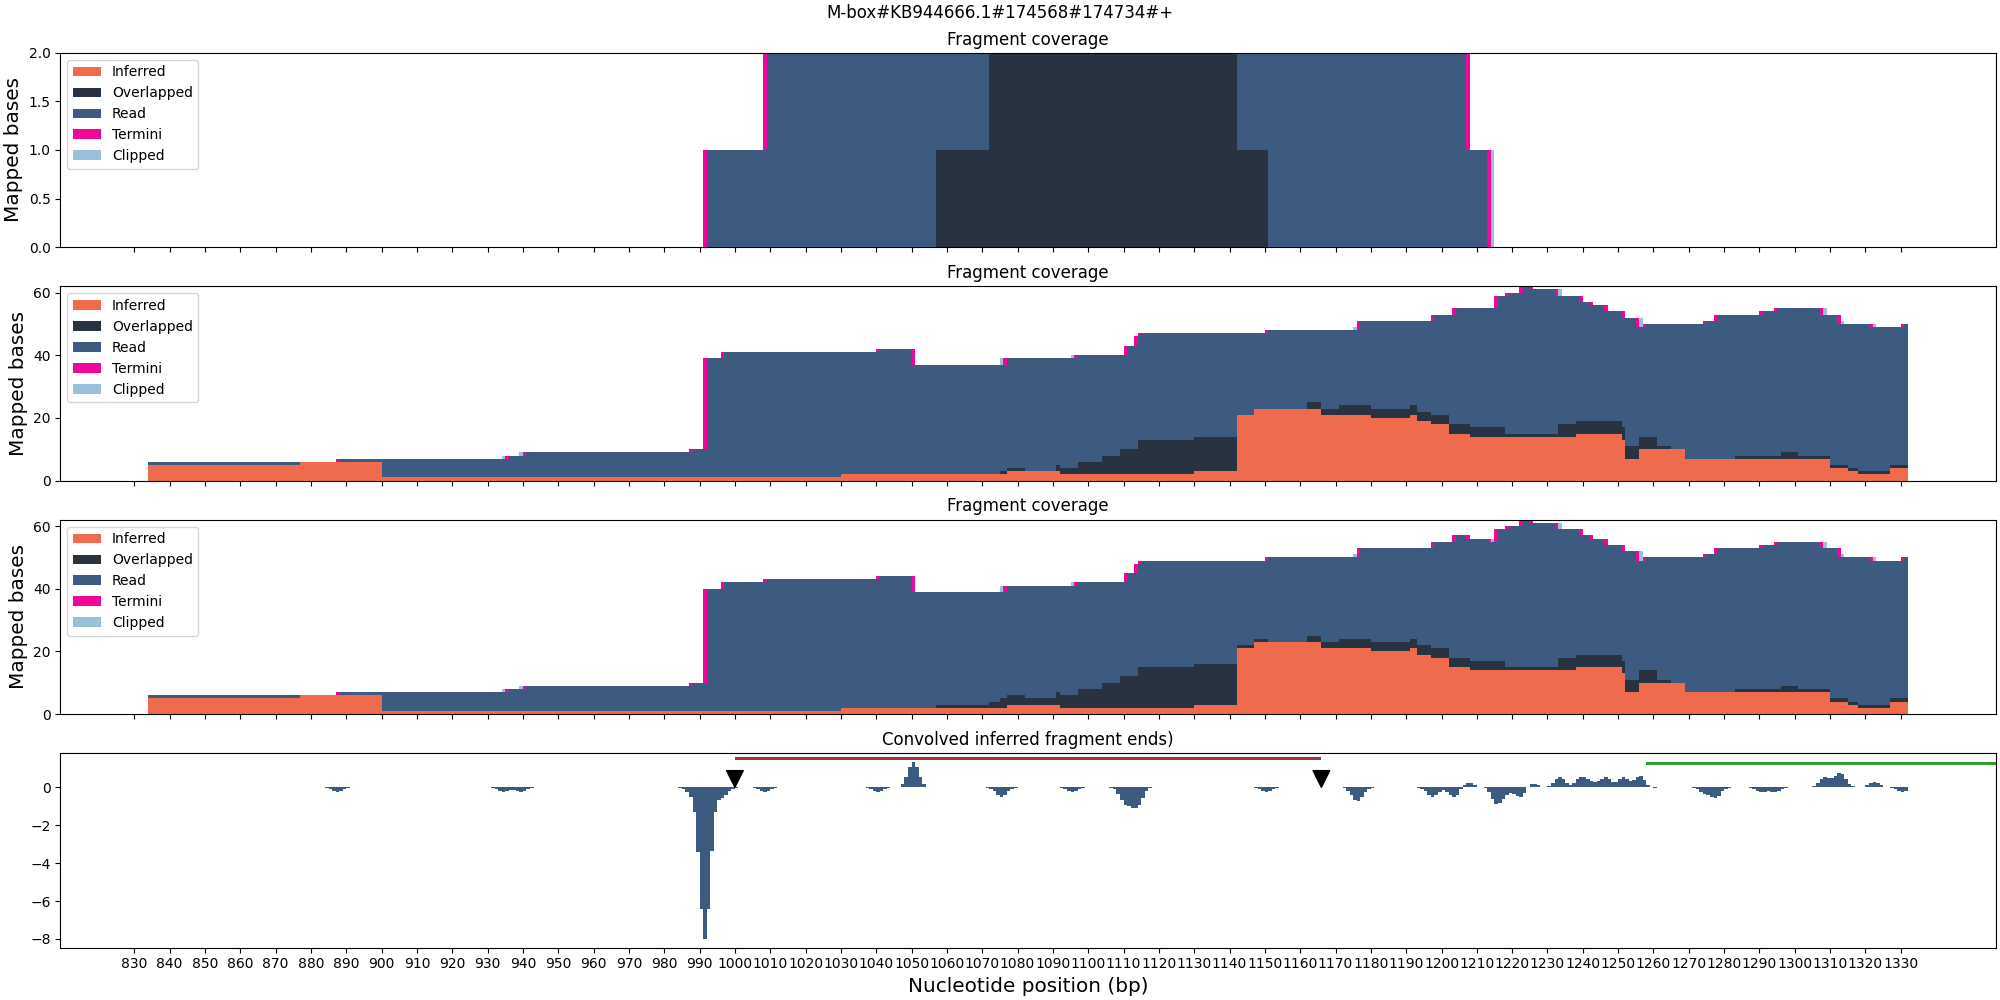 M-box#KB944666.1#174568#174734#+
Fragment coverage
Mapped bases
2.0
1.5
1.0
0.5
0.0
Inferred
Overlapped
Read
Termini
Clipped
Fragment coverage
Mapped bases
60
40
20
0
Inferred
Overlapped
Read
Termini
Clipped
Fragment coverage
Mapped bases
60
40
20
0
Inferred
Overlapped
Read
Termini
Clipped
Convolved inferred fragment ends)
0
−2
−4
−6
−8
830 840 850 860 870 880 890 900 910 920 930 940 950 960 970 980 990 1000 1010 1020 1030 1040 1050 1060 1070 1080 1090 1100 1110 1120 1130 1140 1150 1160 1170 1180 1190 1200 1210 1220 1230 1240 1250 1260 1270 1280 1290 1300 1310 1320 1330
Nucleotide position (bp)